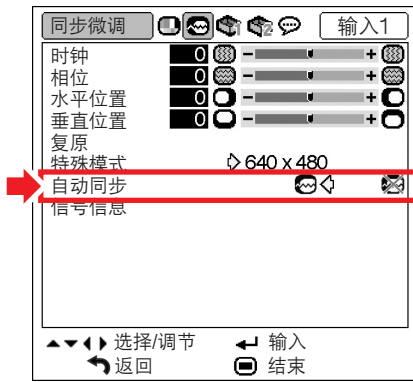 同步微调 输入1
时钟 0 - +
相位 0 - +
水平位置 0 - +
垂直位置 0 - +
复原
特殊模式 640 x 480
自动同步
信号信息
选择/调节 输入
返回 结束